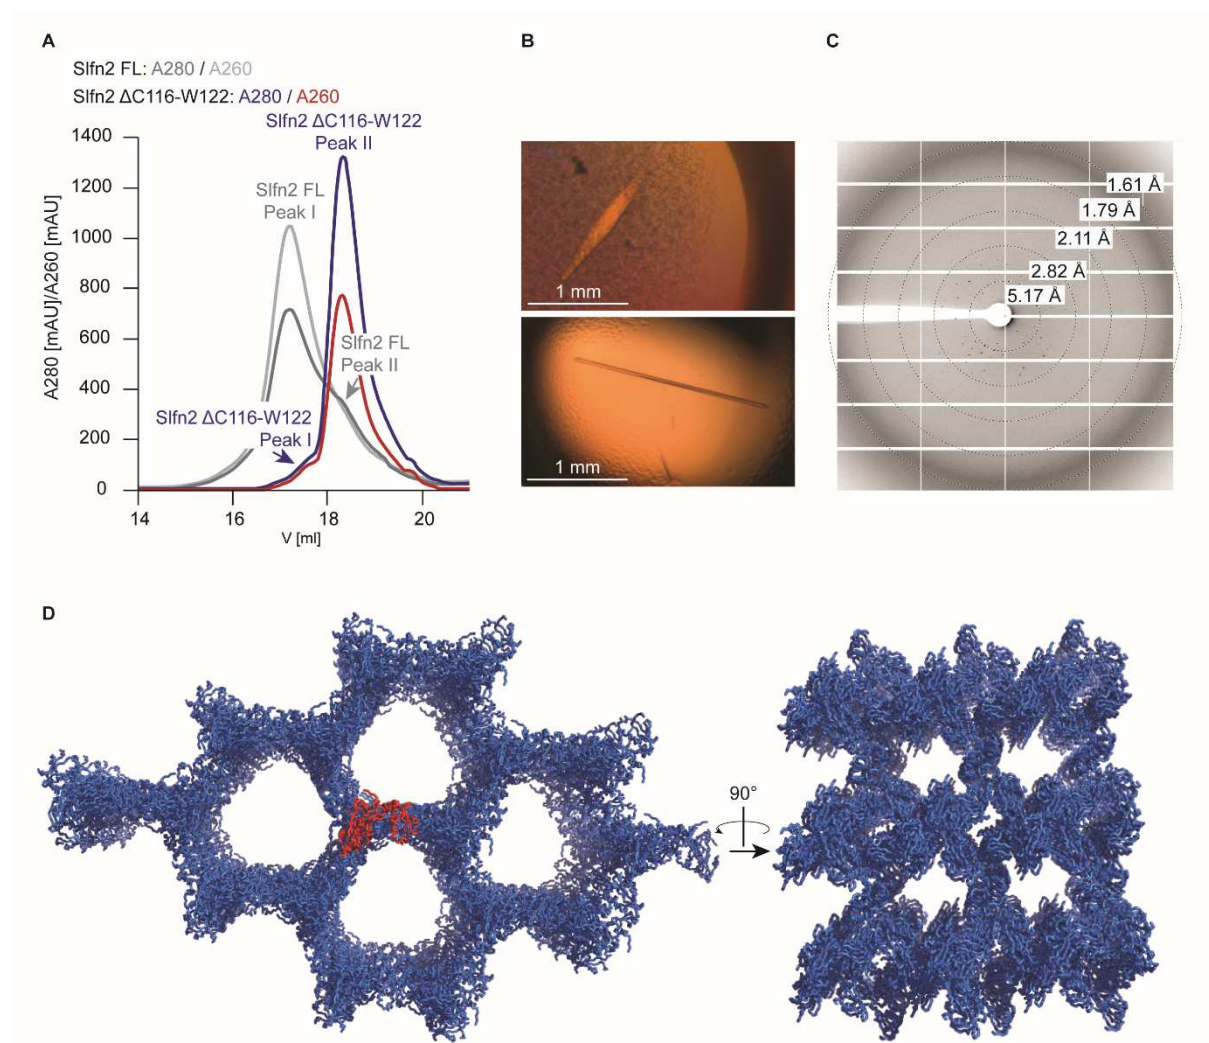 A
Slfn2 FL: A280 / A260
Slfn2 ΔC116-W122: A280 / A260
Slfn2 ΔC116-W122
Peak II
Slfn2 FL
Peak I
Slfn2 FL
Peak II
Slfn2 ΔC116-W122
Peak I
A280 [mAU]/A260 [mAU]
1400
1200
1000
800
600
400
200
0
14
16
18
20
V [ml]
B
1 mm
1 mm
C
1.61 Å
1.79 Å
2.11 Å
2.82 Å
5.17 Å
D
90°